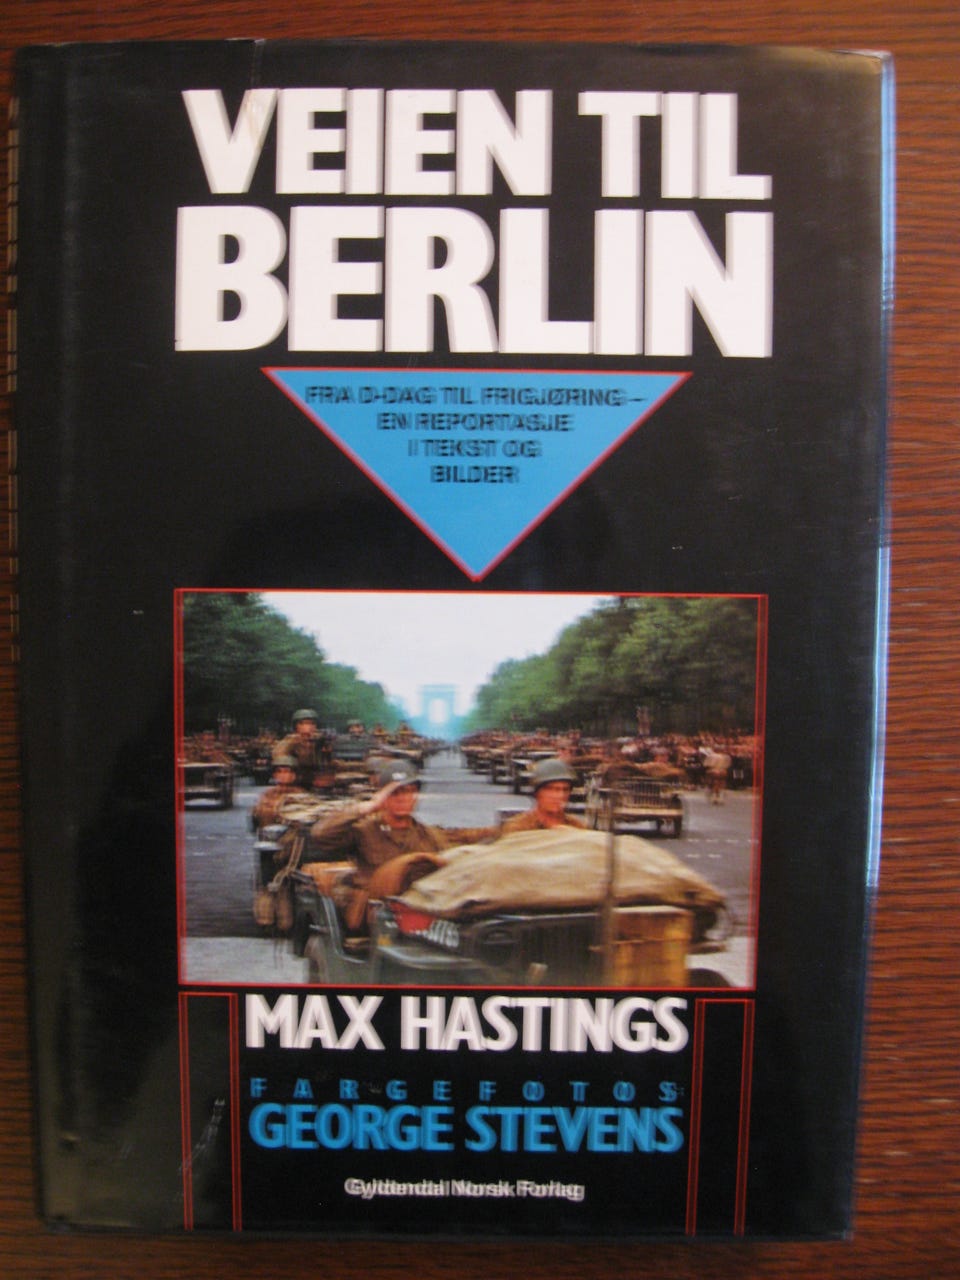 VEIEN TIL
BERLIN
FRA D-DAG TIL FRIGJØRING –
EN REPORTASJE
I TEKST OG
BILDER
MAX HASTINGS
FARGEFOTOS
GEORGE STEVENS
Gyldendal Norsk Forlag